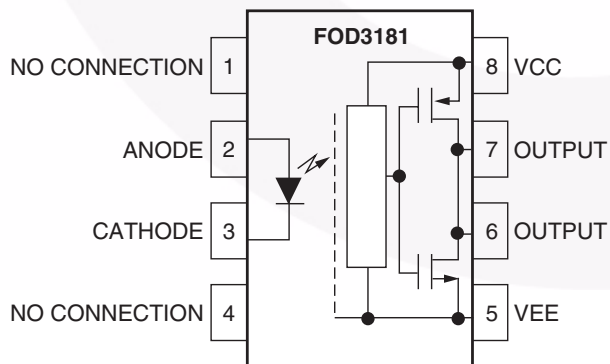 FOD3181
NO CONNECTION 1
8 VCC
ANODE 2
7 OUTPUT
CATHODE 3
6 OUTPUT
NO CONNECTION 4
5 VEE